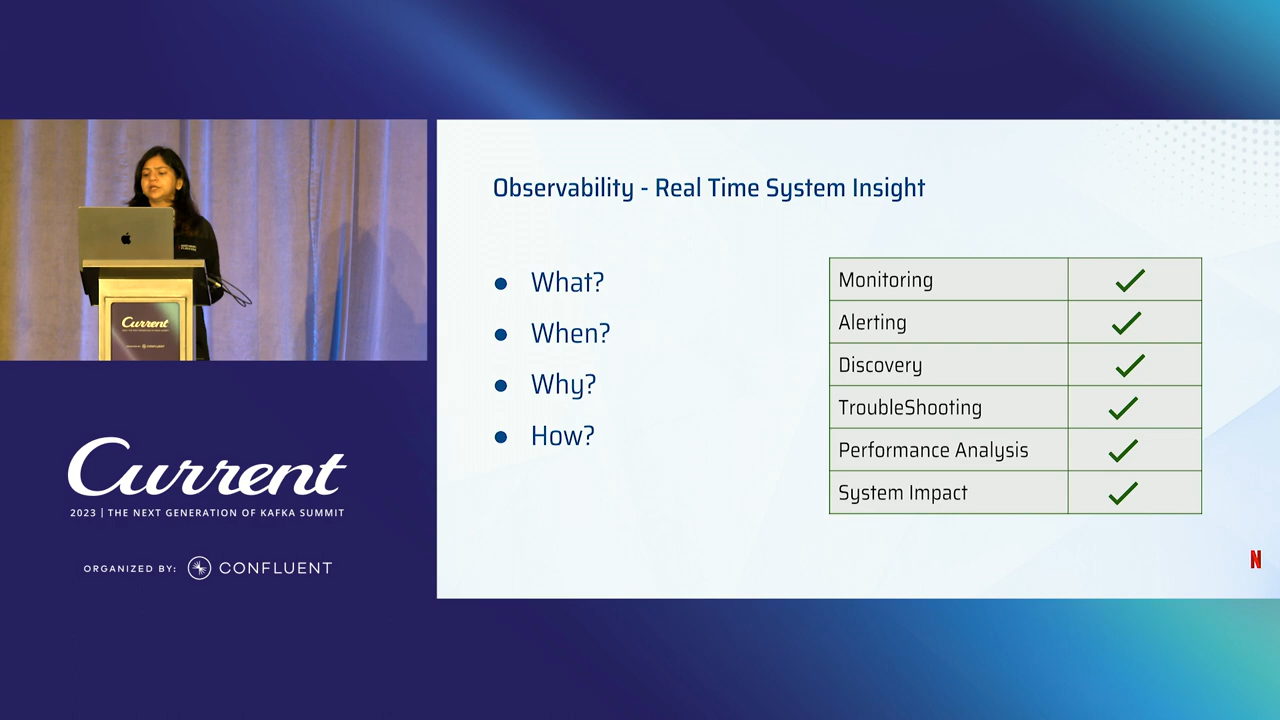 Observability - Real Time System Insight
● What?
● When?
● Why?
● How?
Monitoring ✓
Alerting ✓
Discovery ✓
TroubleShooting ✓
Performance Analysis ✓
System Impact ✓
N
Current
Current
2023 | THE NEXT GENERATION OF KAFKA SUMMIT
ORGANIZED BY: CONFLUENT